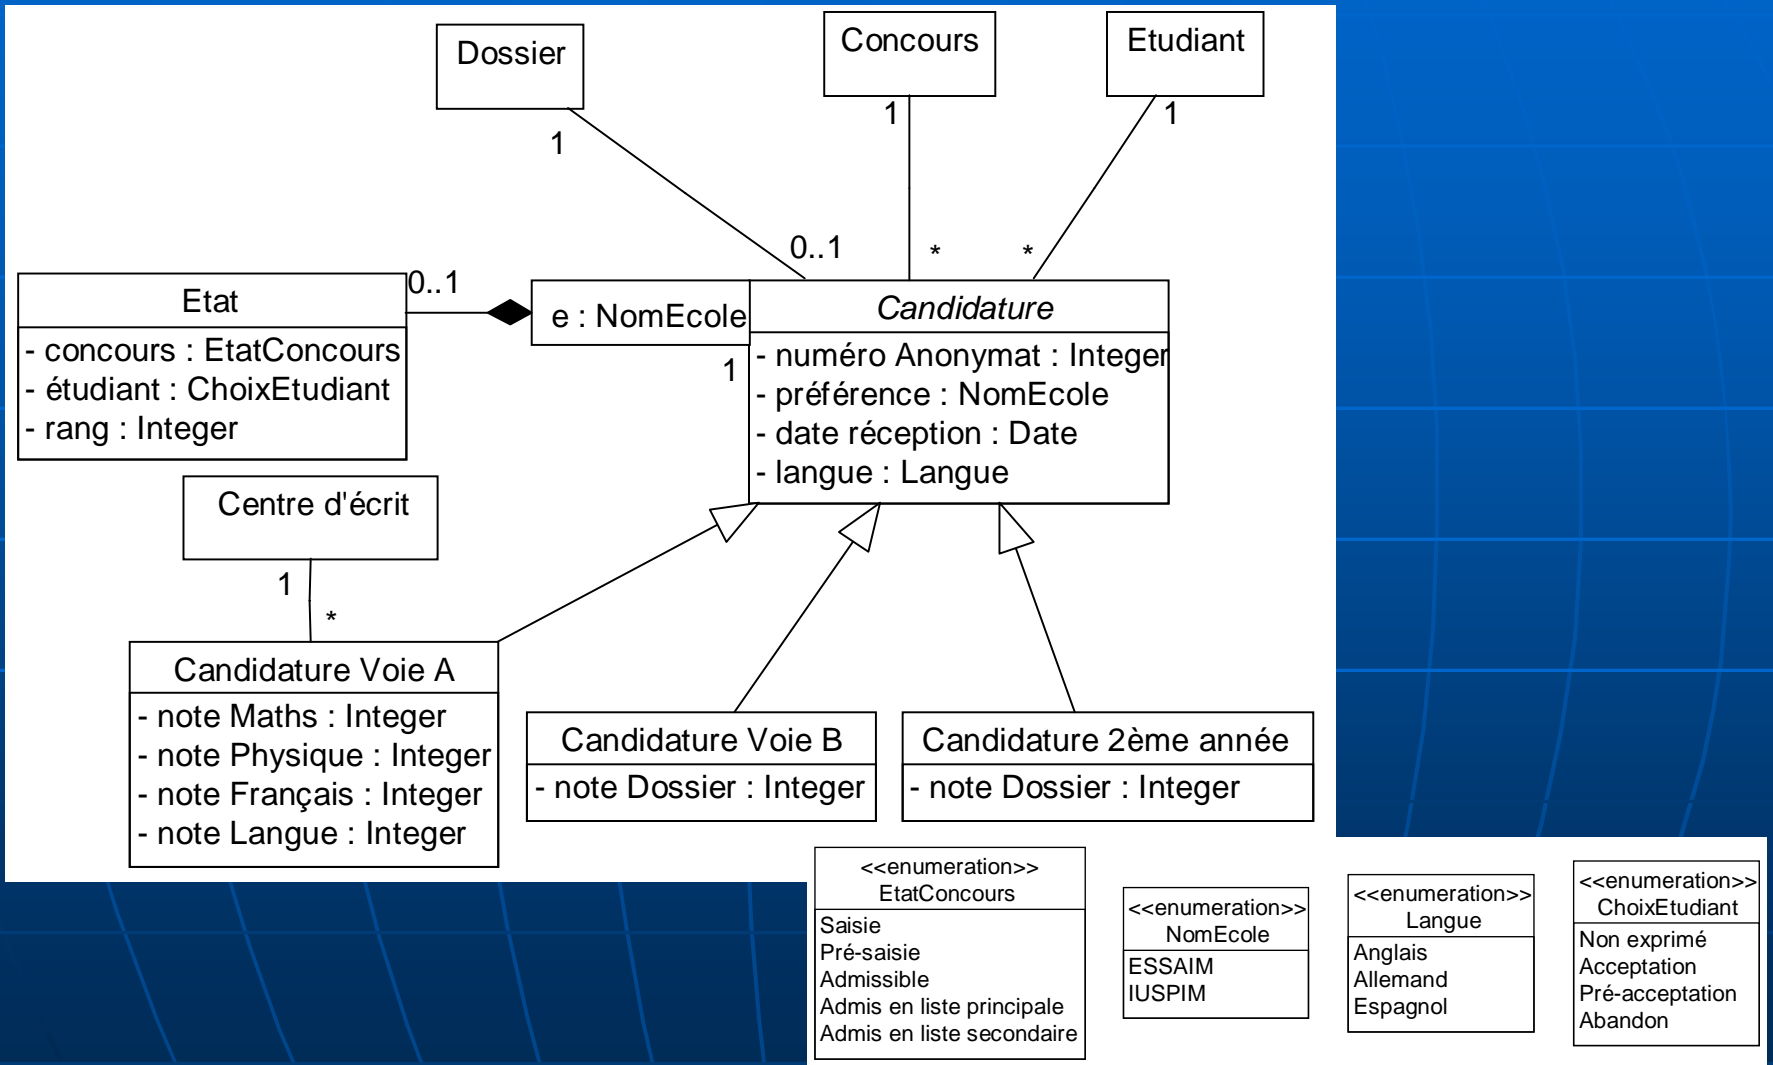 Dossier
Concours
Etudiant
1
1
1
0..1
*
*
Etat
- concours : EtatConcours
- étudiant : ChoixEtudiant
- rang : Integer
0..1
e : NomEcole
1
Candidature
- numéro Anonymat : Integer
- préférence : NomEcole
- date réception : Date
- langue : Langue
Centre d'écrit
1
*
Candidature Voie A
- note Maths : Integer
- note Physique : Integer
- note Français : Integer
- note Langue : Integer
Candidature Voie B
- note Dossier : Integer
Candidature 2ème année
- note Dossier : Integer
<<enumeration>>
EtatConcours
Saisie
Pré-saisie
Admissible
Admis en liste principale
Admis en liste secondaire
<<enumeration>>
NomEcole
ESSAIM
IUSPIM
<<enumeration>>
Langue
Anglais
Allemand
Espagnol
<<enumeration>>
ChoixEtudiant
Non exprimé
Acceptation
Pré-acceptation
Abandon